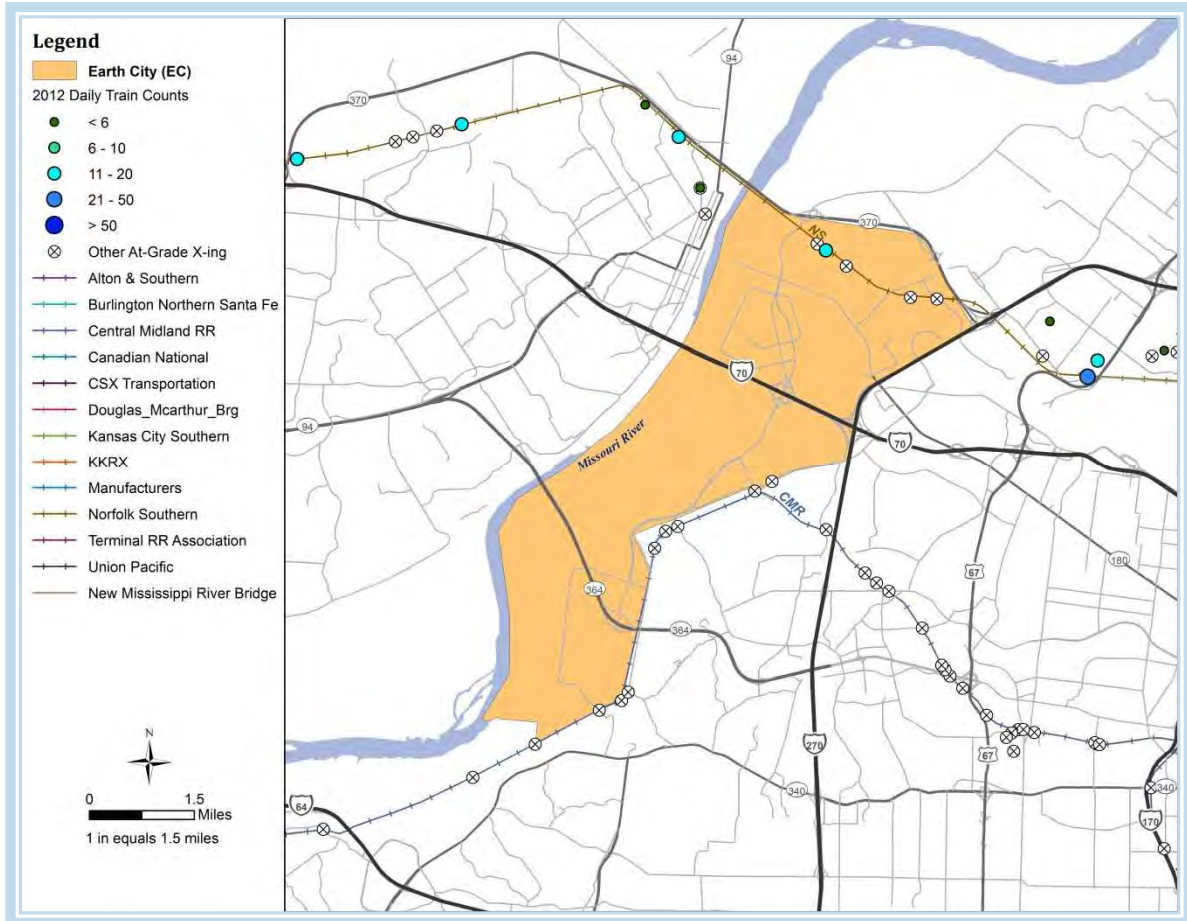 Legend
Earth City (EC)
2012 Daily Train Counts
< 6
6 - 10
11 - 20
21 - 50
> 50
Other At-Grade X-ing
Alton & Southern
Burlington Northern Santa Fe
Central Midland RR
Canadian National
CSX Transportation
Douglas_Mcarthur_Brg
Kansas City Southern
KKRX
Manufacturers
Norfolk Southern
Terminal RR Association
Union Pacific
New Mississippi River Bridge
N
0 1.5
Miles
1 in equals 1.5 miles
94
370
370
NS
70
94
Missouri River
70
CMR
180
67
364
364
270
67
340
340
64
170